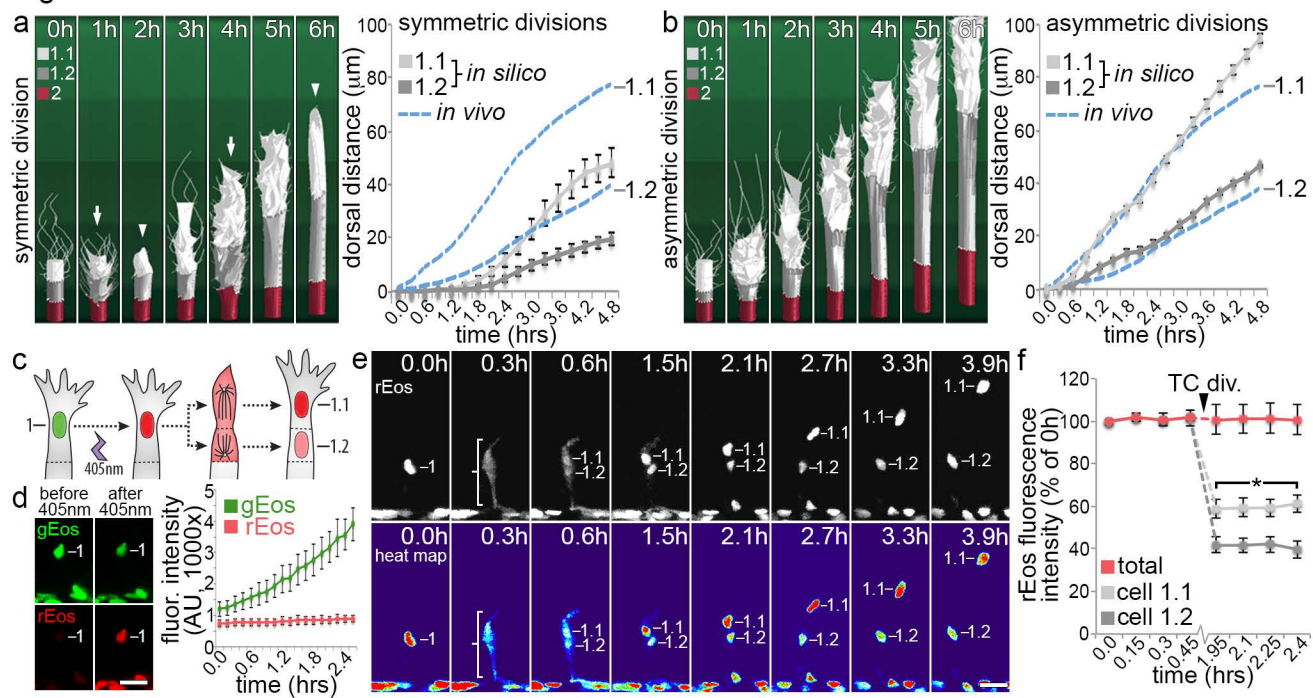 a
0h 1h 2h 3h 4h 5h 6h
1.1
1.2
2
symmetric division
symmetric divisions
1.1
1.2
in silico
in vivo
–1.1
–1.2
dorsal distance (μm)
100
80
60
40
20
0
0.0 0.6 1.2 1.8 2.4 3.0 3.6 4.2 4.8
time (hrs)
b
0h 1h 2h 3h 4h 5h 6h
1.1
1.2
2
asymmetric division
asymmetric divisions
1.1
1.2
in silico
in vivo
–1.1
–1.2
dorsal distance (μm)
100
80
60
40
20
0
0.0 0.6 1.2 1.8 2.4 3.0 3.6 4.2 4.8
time (hrs)
c
1–
405nm
–1.1
–1.2
d
before 405nm
after 405nm
gEos
–1
–1
rEos
–1
–1
gEos
rEos
fluor. intensity
(AU, 1000x)
5
4
3
2
1
0
0.0 0.6 1.2 1.8 2.4
time (hrs)
e
0.0h 0.3h 0.6h 1.5h 2.1h 2.7h 3.3h 3.9h
rEos
–1
–1.1
–1.2
–1.1
–1.2
–1.1
–1.2
–1.1
–1.2
1.1–
–1.2
1.1–
–1.2
0.0h 0.3h 0.6h 1.5h 2.1h 2.7h 3.3h 3.9h
heat map
–1
–1.1
–1.2
–1.1
–1.2
–1.1
–1.2
–1.1
–1.2
1.1–
–1.2
1.1–
–1.2
f
TC div.
*
rEos fluorescence
intensity (% of 0h)
120
100
80
60
40
20
0
total
cell 1.1
cell 1.2
0.0 0.15 0.3 0.45 1.95 2.1 2.25 2.4
time (hrs)